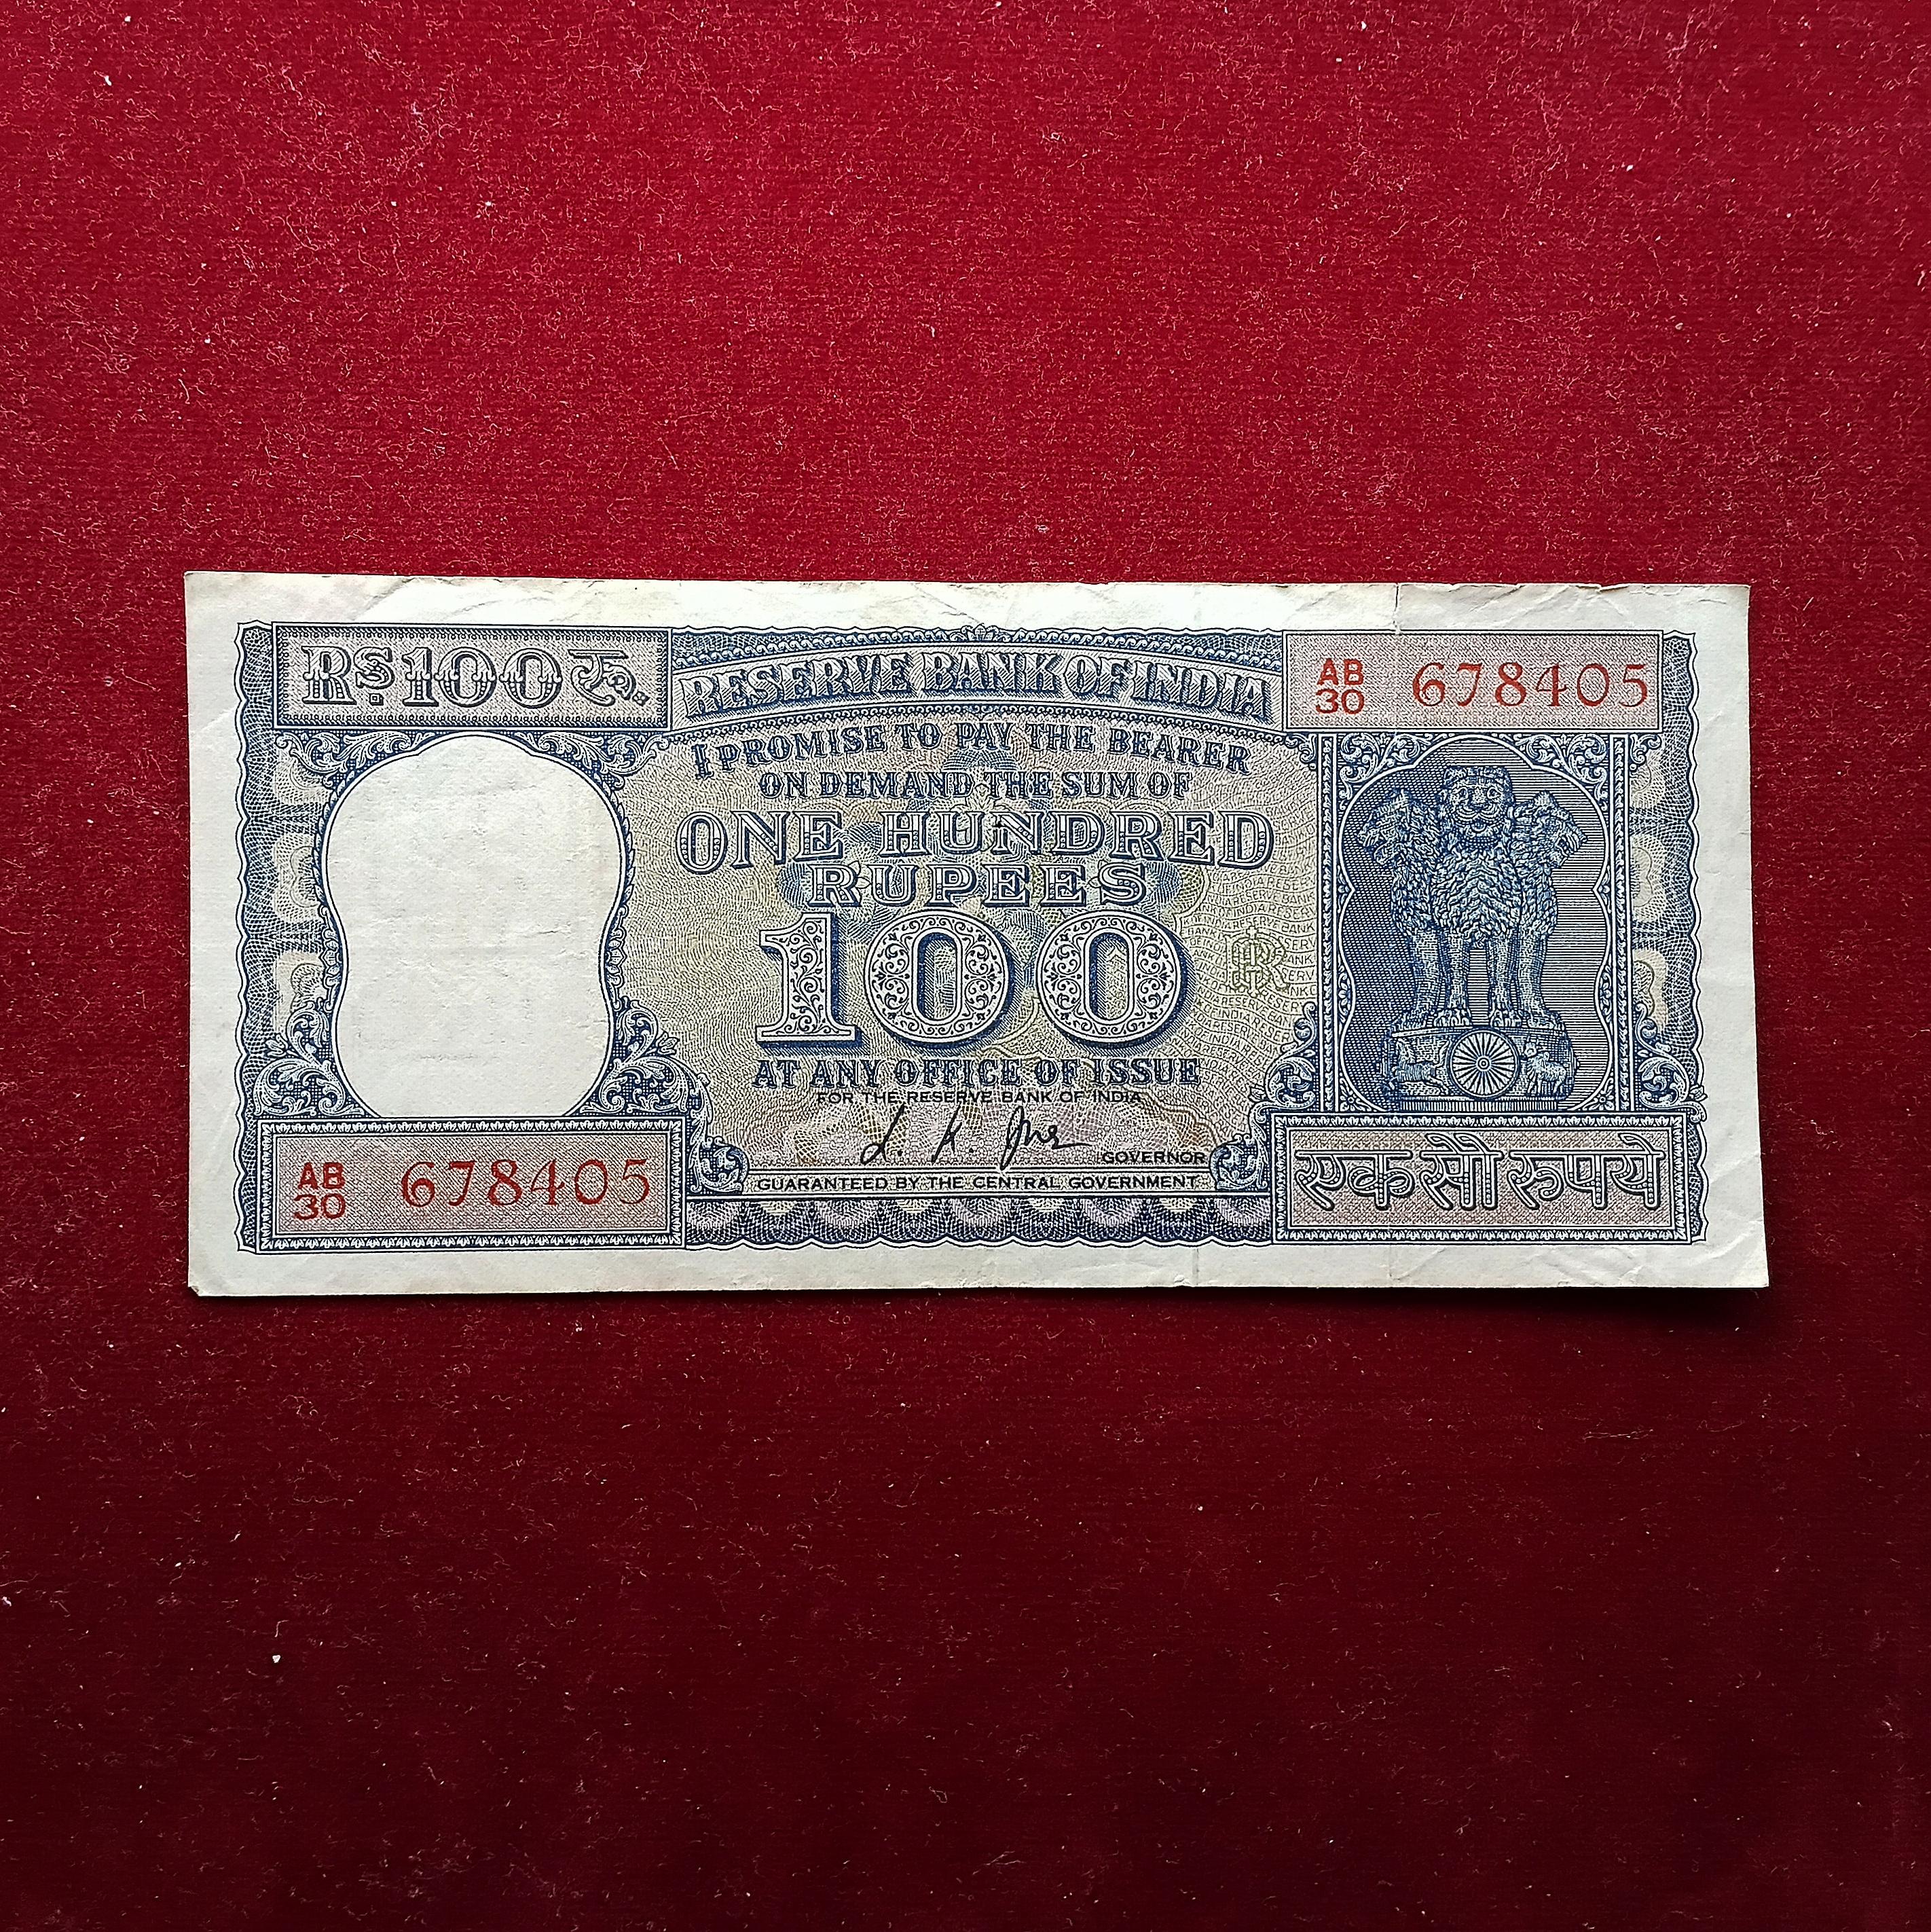 RS. 100 रू.
RESERVE BANK OF INDIA
AB
30 678405
I PROMISE TO PAY THE BEARER
ON DEMAND THE SUM OF
ONE HUNDRED
RUPEES
100
AT ANY OFFICE OF ISSUE
FOR THE RESERVE BANK OF INDIA
GOVERNOR
GUARANTEED BY THE CENTRAL GOVERNMENT
AB
30 678405
एक सौ रूपये